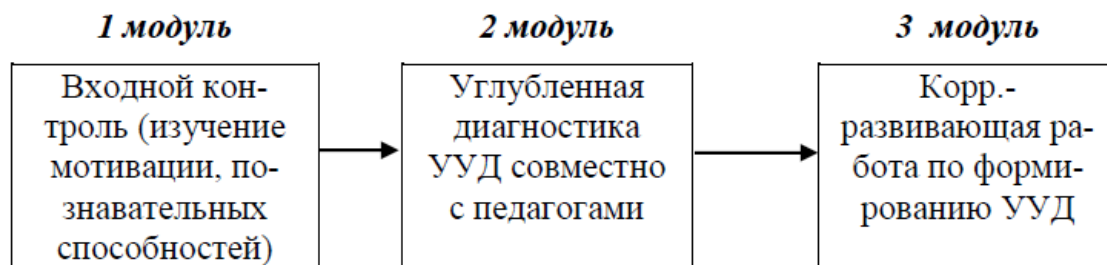 1 модуль
2 модуль
3 модуль
Входной кон-
троль (изучение
мотивации, по-
знавательных
способностей)
Углубленная
диагностика
УУД совместно
с педагогами
Корр.-
развивающая ра-
бота по форми-
рованию УУД